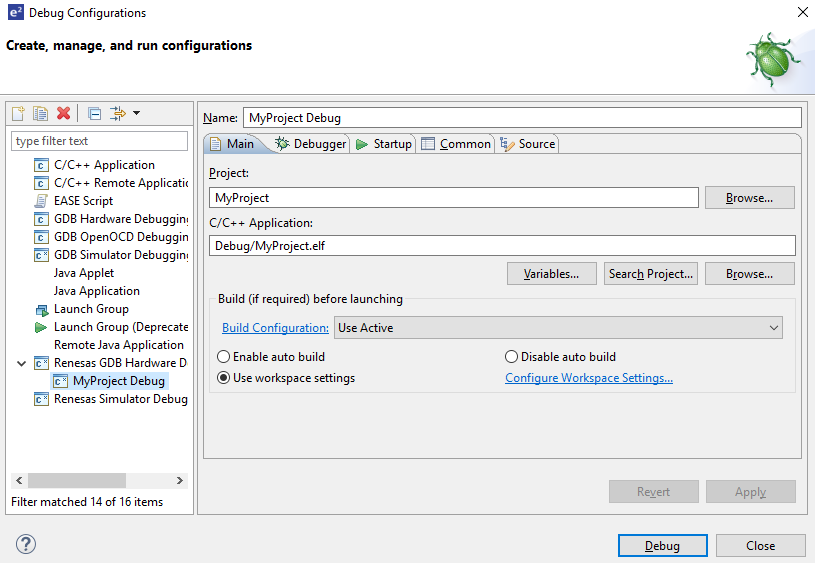 e² Debug Configurations
Create, manage, and run configurations
type filter text
C/C++ Application
C/C++ Remote Applicatic
EASE Script
GDB Hardware Debugging
GDB OpenOCD Debuggin
GDB Simulator Debugging
Java Applet
Java Application
Launch Group
Launch Group (Deprecate
Remote Java Application
Renesas GDB Hardware D
MyProject Debug
Renesas Simulator Debug
Filter matched 14 of 16 items
Name: MyProject Debug
Main Debugger Startup Common Source
Project:
MyProject Browse...
C/C++ Application:
Debug/MyProject.elf
Variables... Search Project... Browse...
Build (if required) before launching
Build Configuration: Use Active
Enable auto build Disable auto build
Use workspace settings Configure Workspace Settings...
Revert Apply
? Debug Close